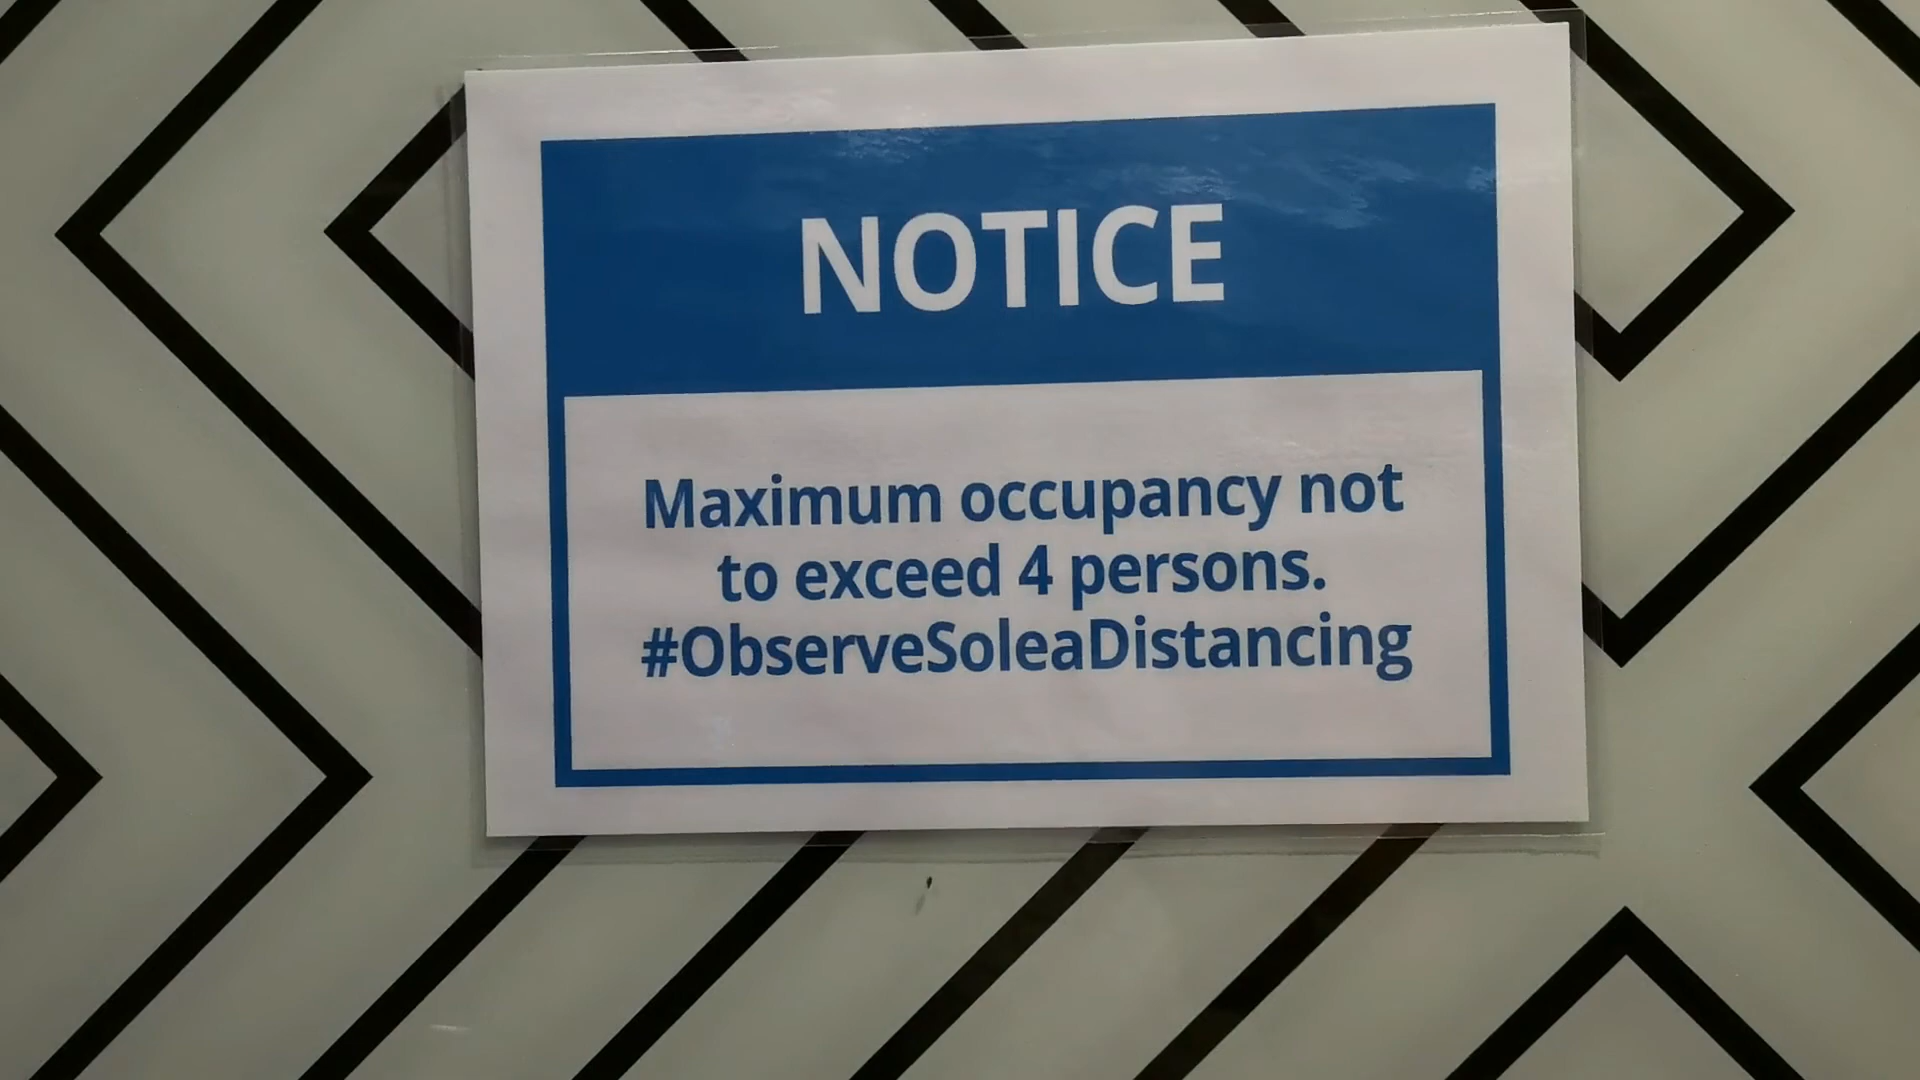 NOTICE
Maximum occupancy not
to exceed 4 persons.
#ObserveSoleaDistancing